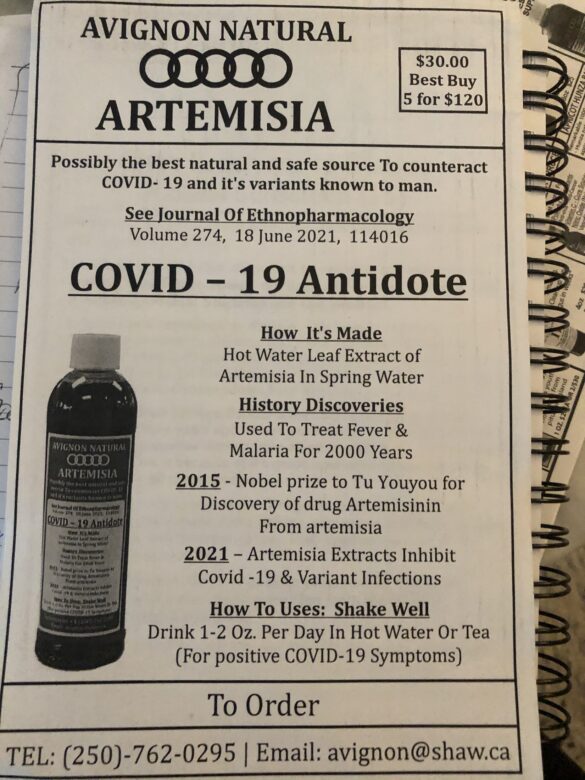 AVIGNON NATURAL
ARTEMISIA
$30.00
Best Buy
5 for $120
Possibly the best natural and safe source To counteract
COVID- 19 and it's variants known to man.
See Journal Of Ethnopharmacology
Volume 274, 18 June 2021, 114016
COVID – 19 Antidote
How It's Made
Hot Water Leaf Extract of
Artemisia In Spring Water
History Discoveries
Used To Treat Fever &
Malaria For 2000 Years
2015 - Nobel prize to Tu Youyou for
Discovery of drug Artemisinin
From artemisia
2021 – Artemisia Extracts Inhibit
Covid -19 & Variant Infections
How To Uses: Shake Well
Drink 1-2 Oz. Per Day In Hot Water Or Tea
(For positive COVID-19 Symptoms)
AVIGNON NATURAL
ARTEMISIA
COVID – 19 Antidote
To Order
TEL: (250)-762-0295 | Email: avignon@shaw.ca